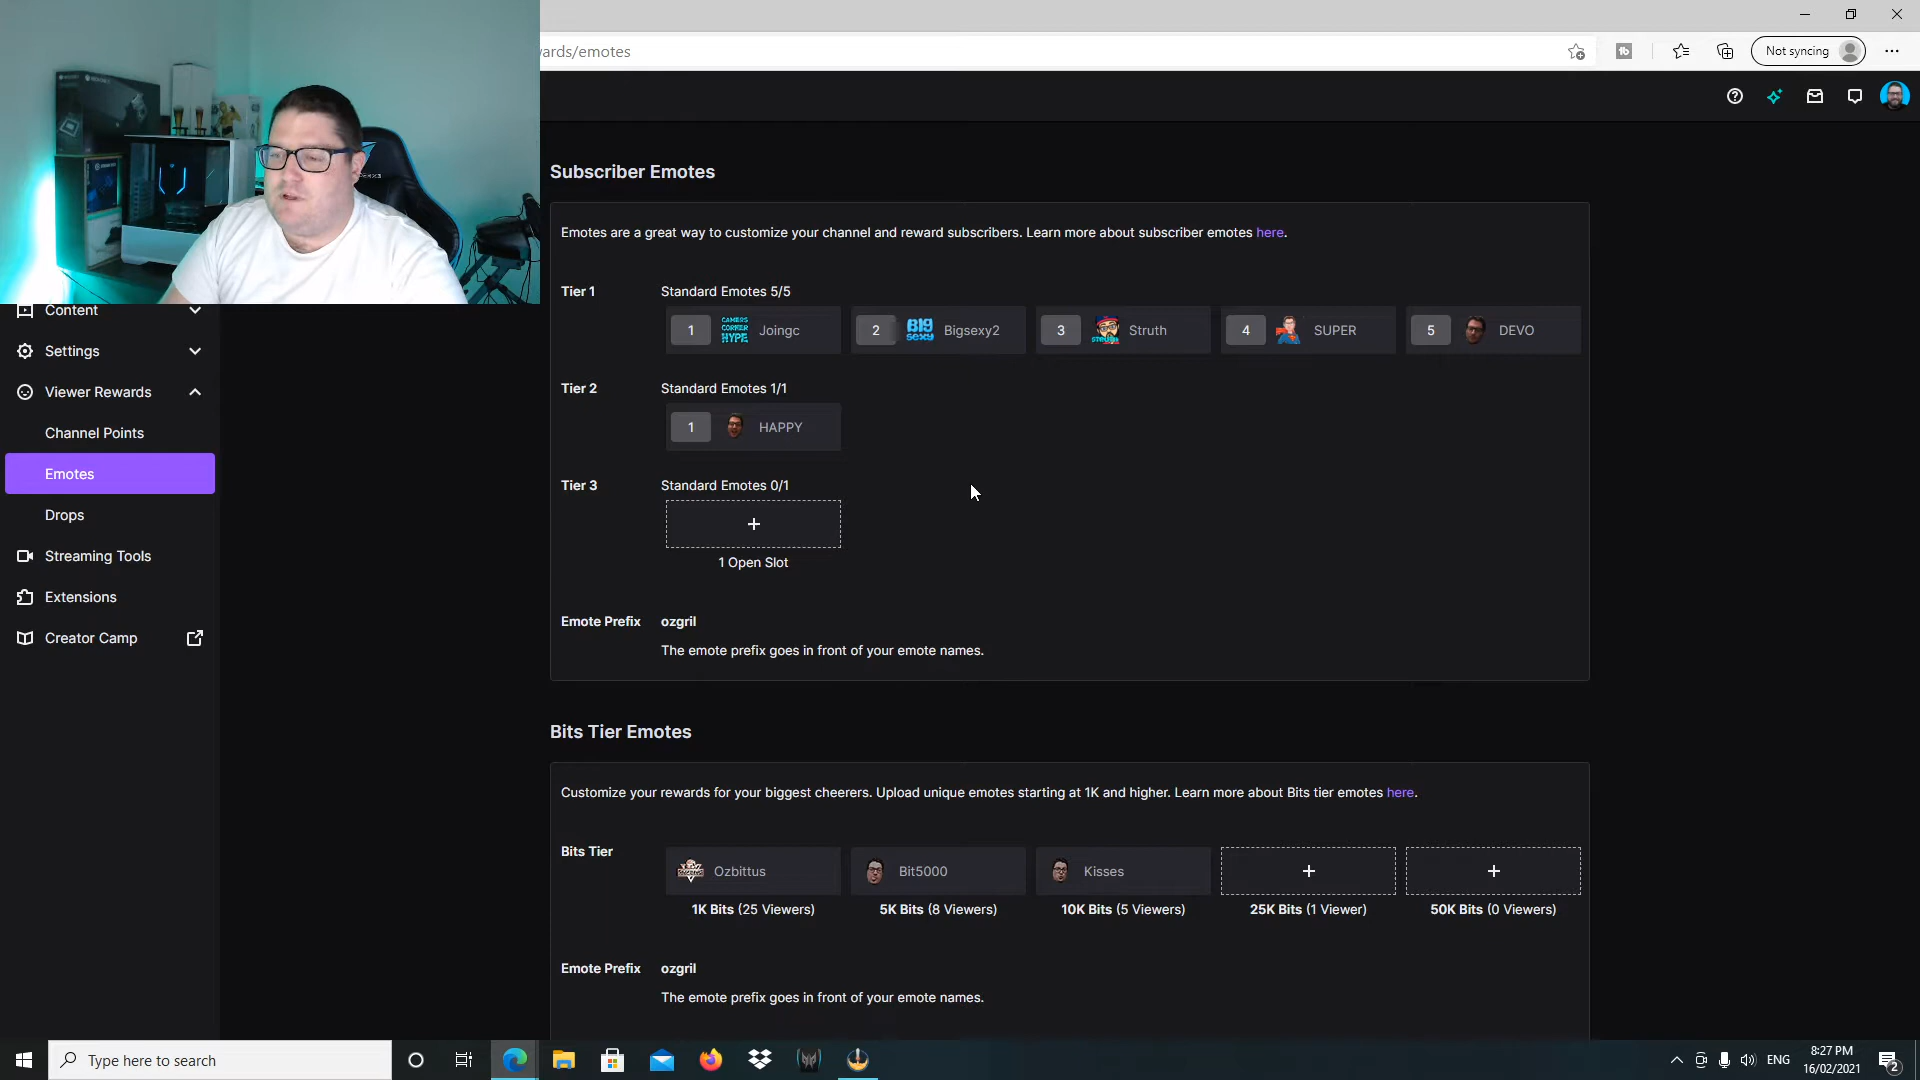 ards/emotes
Not syncing
Subscriber Emotes
Emotes are a great way to customize your channel and reward subscribers. Learn more about subscriber emotes here.
Tier 1
Standard Emotes 5/5
1 GAMERS CORNER HYPE Joingc
2 BIG SEXY Bigsexy2
3 STRUTH Struth
4 SUPER
5 DEVO
Tier 2
Standard Emotes 1/1
1 HAPPY
Tier 3
Standard Emotes 0/1
+
1 Open Slot
Emote Prefix
ozgril
The emote prefix goes in front of your emote names.
Content
Settings
Viewer Rewards
Channel Points
Emotes
Drops
Streaming Tools
Extensions
Creator Camp
Bits Tier Emotes
Customize your rewards for your biggest cheerers. Upload unique emotes starting at 1K and higher. Learn more about Bits tier emotes here.
Bits Tier
Ozbittus
Bit5000
Kisses
+
+
1K Bits (25 Viewers)
5K Bits (8 Viewers)
10K Bits (5 Viewers)
25K Bits (1 Viewer)
50K Bits (0 Viewers)
Emote Prefix
ozgril
The emote prefix goes in front of your emote names.
Type here to search
ENG
8:27 PM
16/02/2021
2